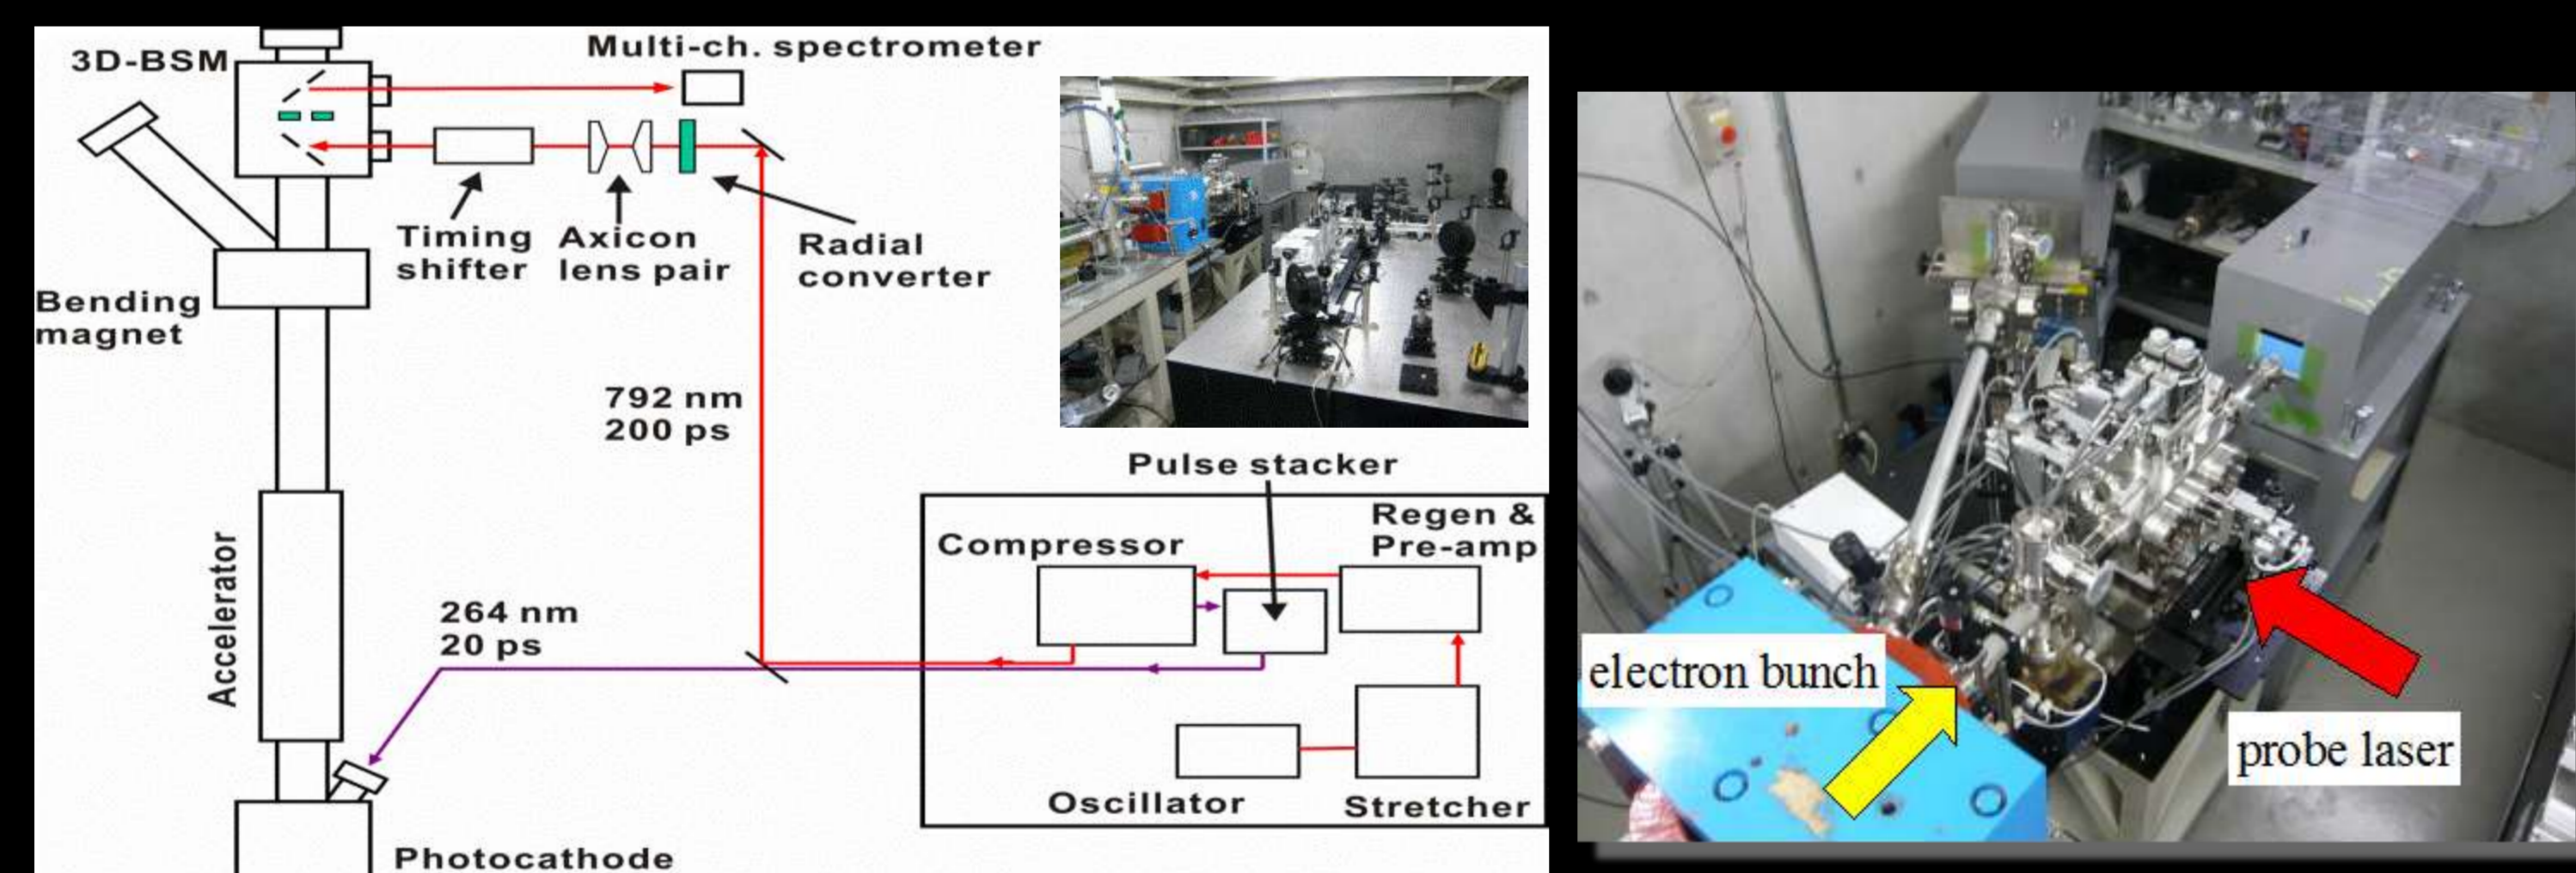 Multi-ch. spectrometer
3D-BSM
Timing
shifter
Axicon
lens pair
Radial
converter
Bending
magnet
792 nm
200 ps
Pulse stacker
Regen &
Pre-amp
Compressor
Accelerator
264 nm
20 ps
Oscillator
Stretcher
Photocathode
electron bunch
probe laser